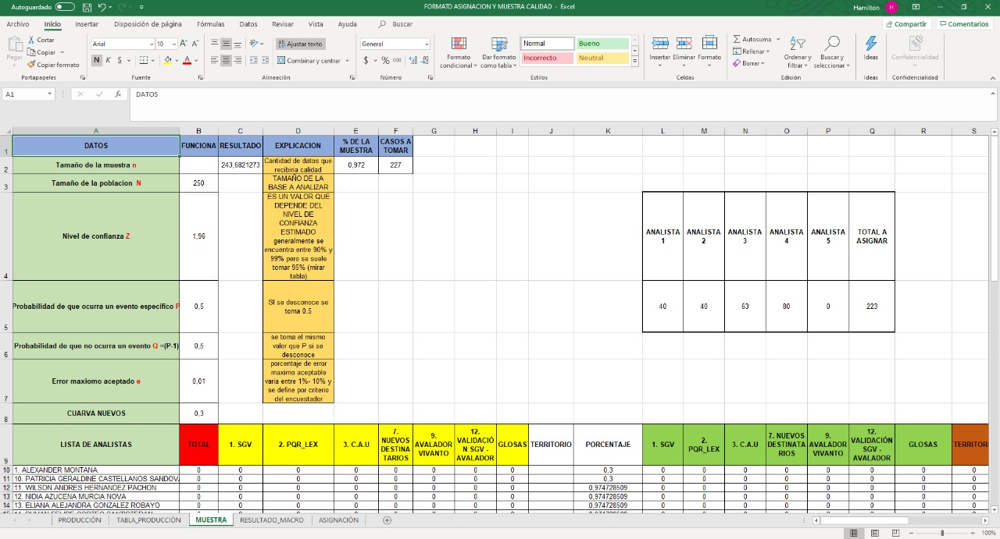 Autoguardado
FORMATO ASIGNACION Y MUESTRA CALIDAD - Excel
Hamilton H
Archivo Inicio Insertar Disposición de página Fórmulas Datos Revisar Vista Ayuda Buscar Compartir Comentarios
Pegar
Cortar
Copiar
Copiar formato
Portapapeles
Arial 10
N K S
Fuente
Ajustar texto
Combinar y centrar
Alineación
General
$ % 000
Número
Formato condicional
Dar formato como tabla
Normal Bueno
Incorrecto Neutral
Estilos
Insertar Eliminar Formato
Celdas
Autosuma
Rellenar
Borrar
Ordenar y filtrar
Buscar y seleccionar
Edición
Ideas
Ideas
Confidencialidad
Confidencialidad
A1 fx DATOS
A B C D E F G H I J K L M N O P Q R S
1 DATOS FUNCIONA RESULTADO EXPLICACION % DE LA MUESTRA CASOS A TOMAR
2 Tamaño de la muestra n 243,6821273 Cantidad de datos que recibiria calidad 0,972 227
3 Tamaño de la poblacion N 250 TAMAÑO DE LA BASE A ANALIZAR
4 Nivel de confianza Z 1,96 ES UN VALOR QUE DEPENDE DEL NIVEL DE CONFIANZA ESTIMADO generalmente se encuentra entre 90% y 99% pero se suele tomar 95% (mirar tabla) ANALISTA 1 ANALISTA 2 ANALISTA 3 ANALISTA 4 ANALISTA 5 TOTAL A ASIGNAR
5 Probabilidad de que ocurra un evento especifico P 0,5 SI se desconoce se toma 0.5 40 40 63 80 0 223
6 Probabilidad de que no ocurra un evento Q =(P-1) 0,5 se toma el mismo valor que P si se desconoce
7 Error maxiomo aceptado e 0,01 porcentaje de error maximo aceptable varia entre 1%- 10% y se define por criterio del encuestador
8 CUARVA NUEVOS 0,3
9 LISTA DE ANALISTAS TOTAL 1. SGV 2. PQR_LEX 3. C.A.U 7. NUEVOS DESTINATARIOS 9. AVALADOR VIVANTO 12. VALIDACIÓN SGV - AVALADOR GLOSAS TERRITORIO PORCENTAJE 1. SGV 2. PQR_LEX 3. C.A.U 7. NUEVOS DESTINATARIOS 9. AVALADOR VIVANTO 12. VALIDACIÓN SGV - AVALADOR GLOSAS TERRITOR
10 1. ALEXANDER MONTANA 0 0 0 0 0 0 0 0 0,3 0 0 0 0 0 0 0
11 10. PATRICIA GERALDINE CASTELLANOS SANDOV 0 0 0 0 0 0 0 0 0,3 0 0 0 0 0 0 0
12 11. WILSON ANDRES HERNANDEZ PACHON 0 0 0 0 0 0 0 0 0,974728509 0 0 0 0 0 0 0
13 12. NIDIA AZUCENA MURCIA NOVA 0 0 0 0 0 0 0 0 0,974728509 0 0 0 0 0 0 0
14 13. ELIANA ALEJANDRA GONZALEZ ROBAYO 0 0 0 0 0 0 0 0 0,974728509 0 0 0 0 0 0 0
PRODUCCIÓN TABLA_PRODUCCIÓN MUESTRA RESULTADO_MACRO ASIGNACIÓN
100%